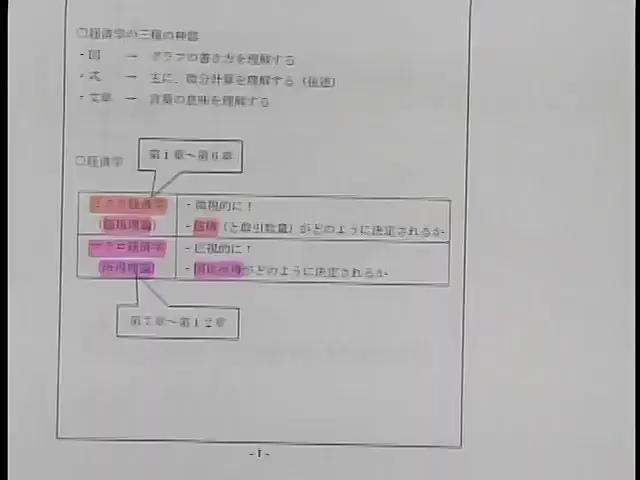 〇経済学の三種の神器
・図 → グラフの書き方を理解する
・式 → 主に、微分計算を理解する（後述）
・文章 → 言葉の意味を理解する
〇経済学
第1章～第6章
ミクロ経済学
(価格理論)
・微視的に！
・価格（と取引数量）がどのように決定されるか
マクロ経済学
(所得理論)
・巨視的に！
・国民所得がどのように決定されるか
第7章～第12章
-1-